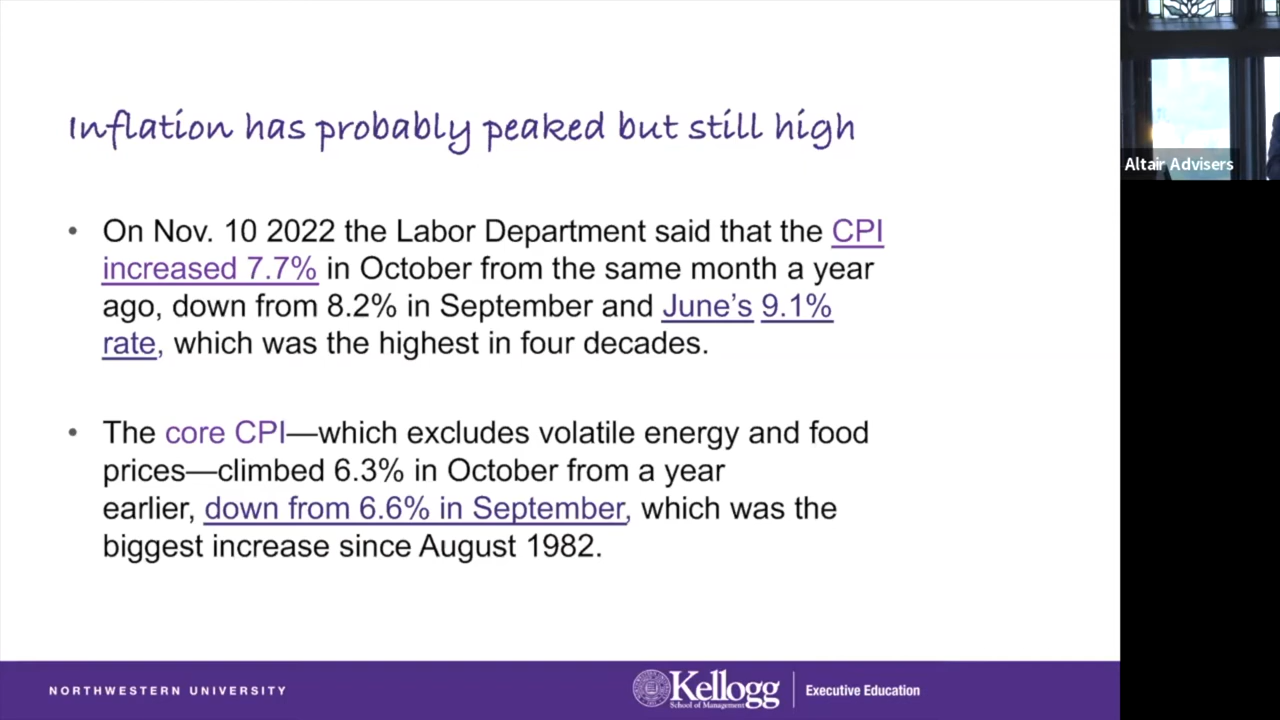 Inflation has probably peaked but still high
Altair Advisers
• On Nov. 10 2022 the Labor Department said that the CPI
increased 7.7% in October from the same month a year
ago, down from 8.2% in September and June’s 9.1%
rate, which was the highest in four decades.
• The core CPI—which excludes volatile energy and food
prices—climbed 6.3% in October from a year
earlier, down from 6.6% in September, which was the
biggest increase since August 1982.
NORTHWESTERN UNIVERSITY
Kellogg
School of Management
Executive Education